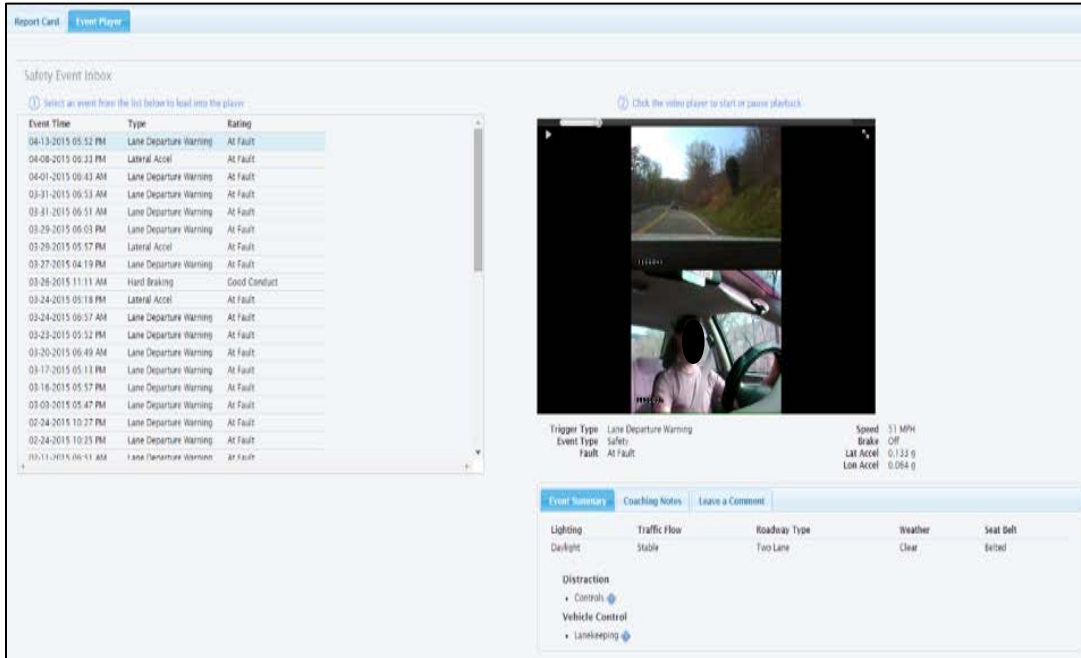 Report Card Event Player
Safety Event Inbox
1 Select an event from the list below to load into the player
Event Time Type Rating
04-13-2015 05:52 PM Lane Departure Warning At Fault
04-08-2015 06:33 PM Lateral Accel At Fault
04-01-2015 06:43 AM Lane Departure Warning At Fault
03-31-2015 06:53 AM Lane Departure Warning At Fault
03-31-2015 06:51 AM Lane Departure Warning At Fault
03-29-2015 06:03 PM Lane Departure Warning At Fault
03-29-2015 05:57 PM Lateral Accel At Fault
03-27-2015 04:19 PM Lane Departure Warning At Fault
03-26-2015 11:11 AM Hard Braking Good Conduct
03-24-2015 05:18 PM Lateral Accel At Fault
03-24-2015 06:57 AM Lane Departure Warning At Fault
03-23-2015 05:52 PM Lane Departure Warning At Fault
03-20-2015 06:49 AM Lane Departure Warning At Fault
03-17-2015 05:13 PM Lane Departure Warning At Fault
03-16-2015 05:57 PM Lane Departure Warning At Fault
03-03-2015 05:47 PM Lane Departure Warning At Fault
02-24-2015 10:27 PM Lane Departure Warning At Fault
02-24-2015 10:25 PM Lane Departure Warning At Fault
02-11-2015 06:51 AM Lane Departure Warning At Fault
2 Click the video player to start or pause playback
Trigger Type Lane Departure Warning
Event Type Safety
Fault At Fault
Speed 51 MPH
Brake Off
Lat Accel 0.133 g
Lon Accel 0.064 g
Event Summary Coaching Notes Leave a Comment
Lighting Traffic Flow Roadway Type Weather Seat Belt
Daylight Stable Two Lane Clear Belted
Distraction
• Controls
Vehicle Control
• Lanekeeping